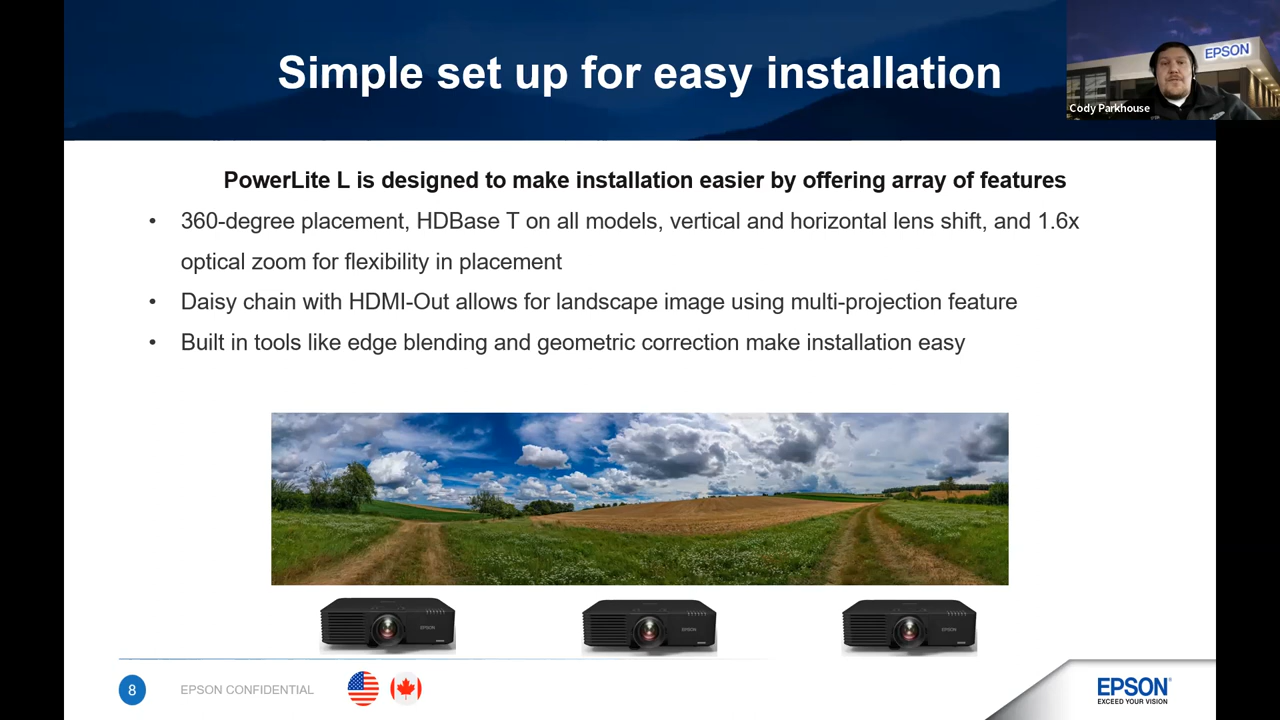 Simple set up for easy installation
EPSON
Cody Parkhouse
PowerLite L is designed to make installation easier by offering array of features
• 360-degree placement, HDBase T on all models, vertical and horizontal lens shift, and 1.6x
optical zoom for flexibility in placement
• Daisy chain with HDMI-Out allows for landscape image using multi-projection feature
• Built in tools like edge blending and geometric correction make installation easy
EPSON
EPSON
EPSON
8
EPSON CONFIDENTIAL
EPSON®
EXCEED YOUR VISION